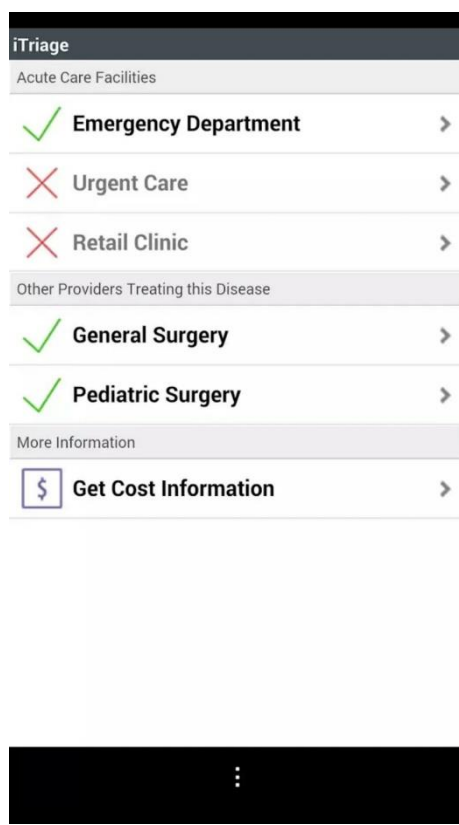 iTriage
Acute Care Facilities
Emergency Department
Urgent Care
Retail Clinic
Other Providers Treating this Disease
General Surgery
Pediatric Surgery
More Information
$ Get Cost Information